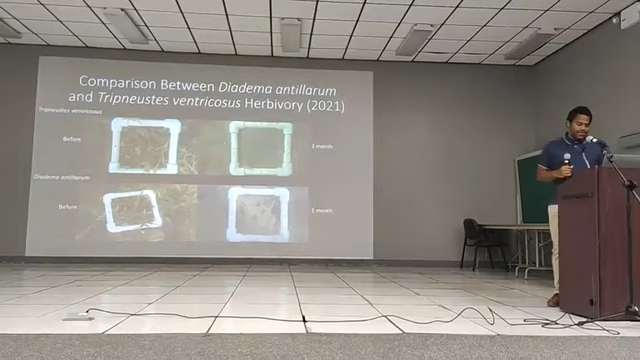 Comparison Between Diadema antillarum
and Tripneustes ventricosus Herbivory (2021)
Tripneustes ventricosus
Before
1 month
Diadema antillarum
Before
1 month